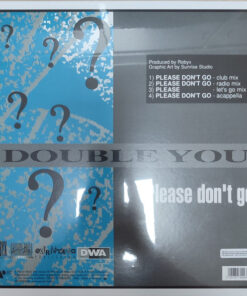 Produced by Robyx
Graphic Art by Sunrise Studio
1) PLEASE DON'T GO - club mix
2) PLEASE DON'T GO - radio mix
3) PLEASE - let's go mix
4) PLEASE DON'T GO - acappella
? ? ? ? ?
DOUBLE YOU
?
?
Please don't go
DWA